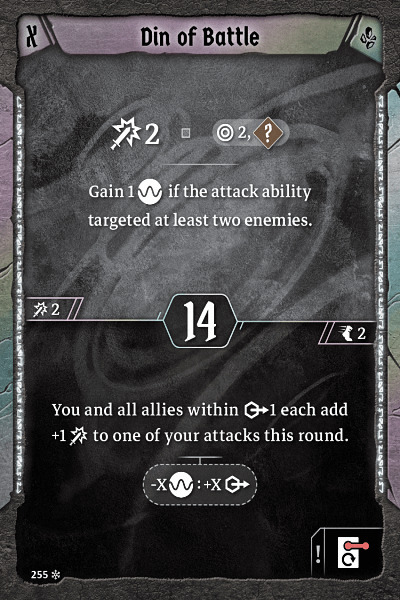 X
Din of Battle
2 2, ?
Gain 1 if the attack ability
targeted at least two enemies.
2
14
2
You and all allies within 1 each add
+1 to one of your attacks this round.
-X : +X
!
255